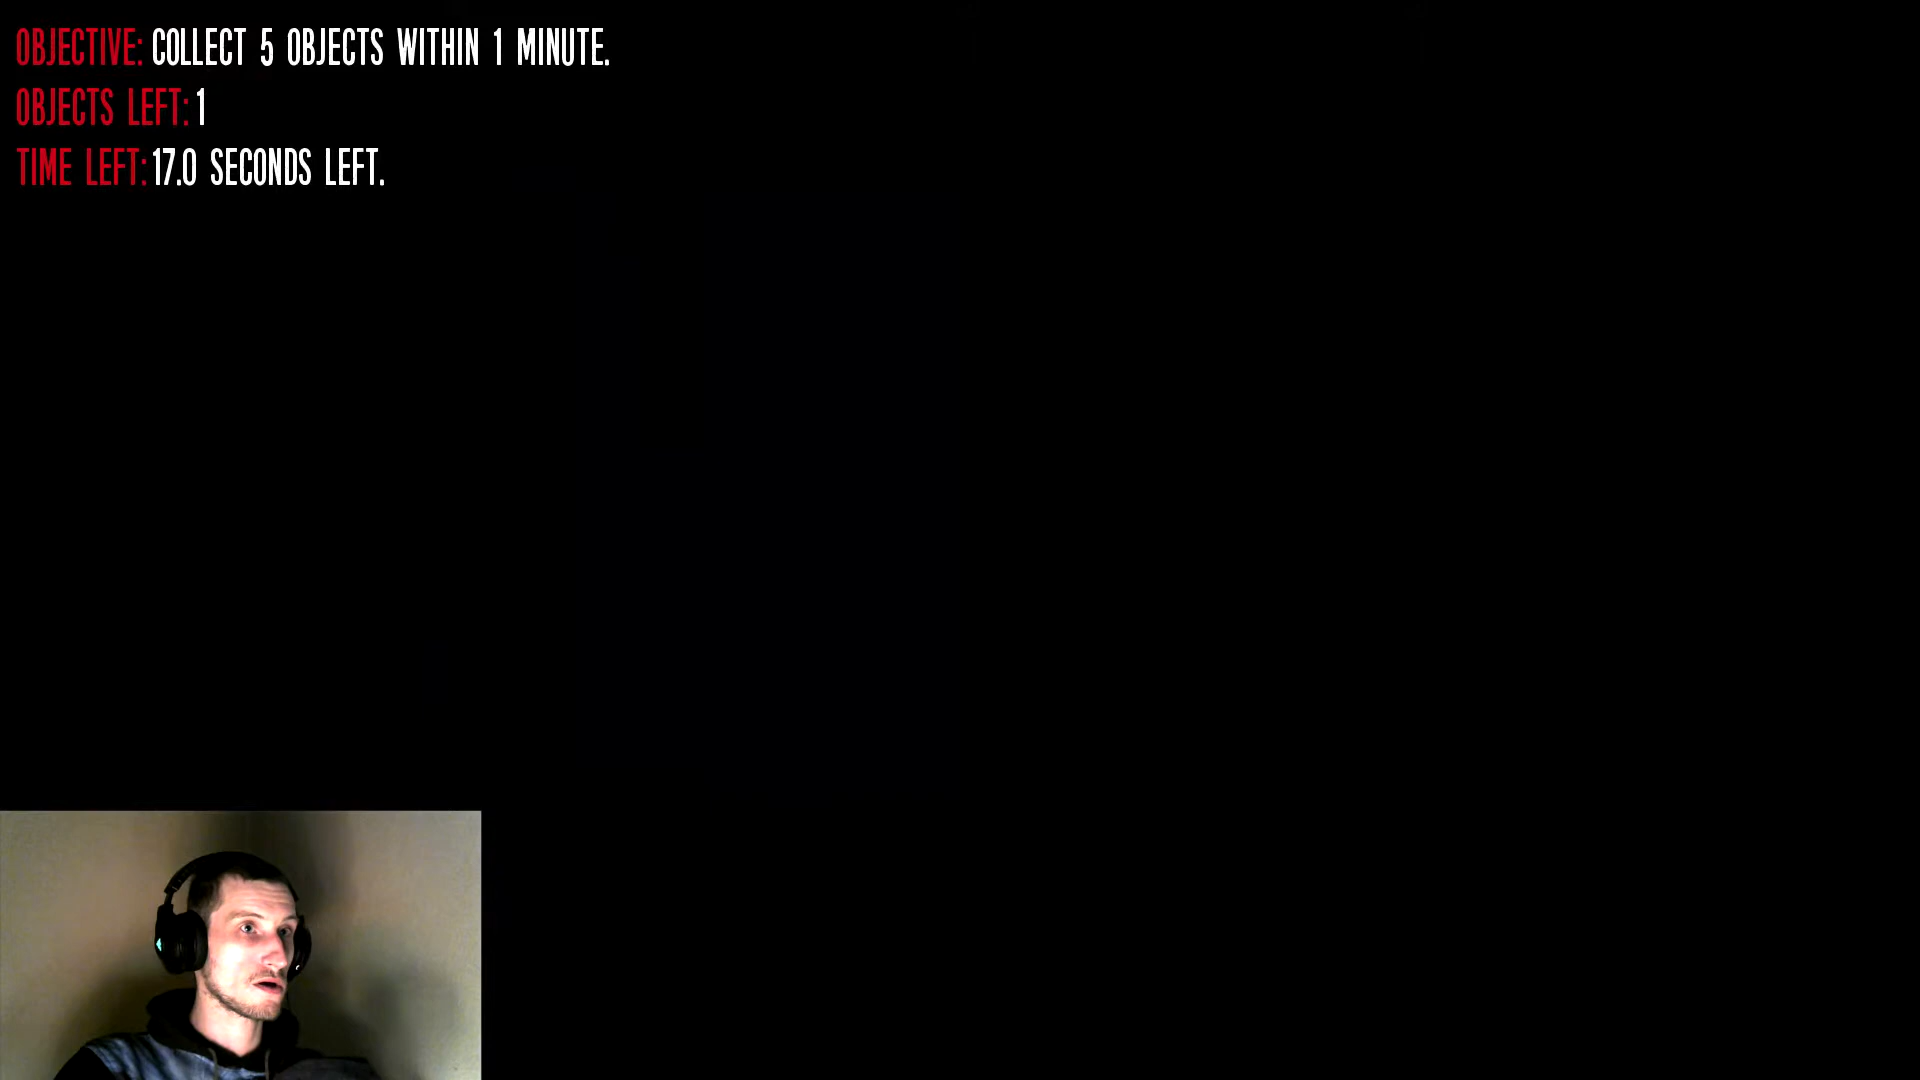 OBJECTIVE: COLLECT 5 OBJECTS WITHIN 1 MINUTE.
OBJECTS LEFT: 1
TIME LEFT: 17.0 SECONDS LEFT.